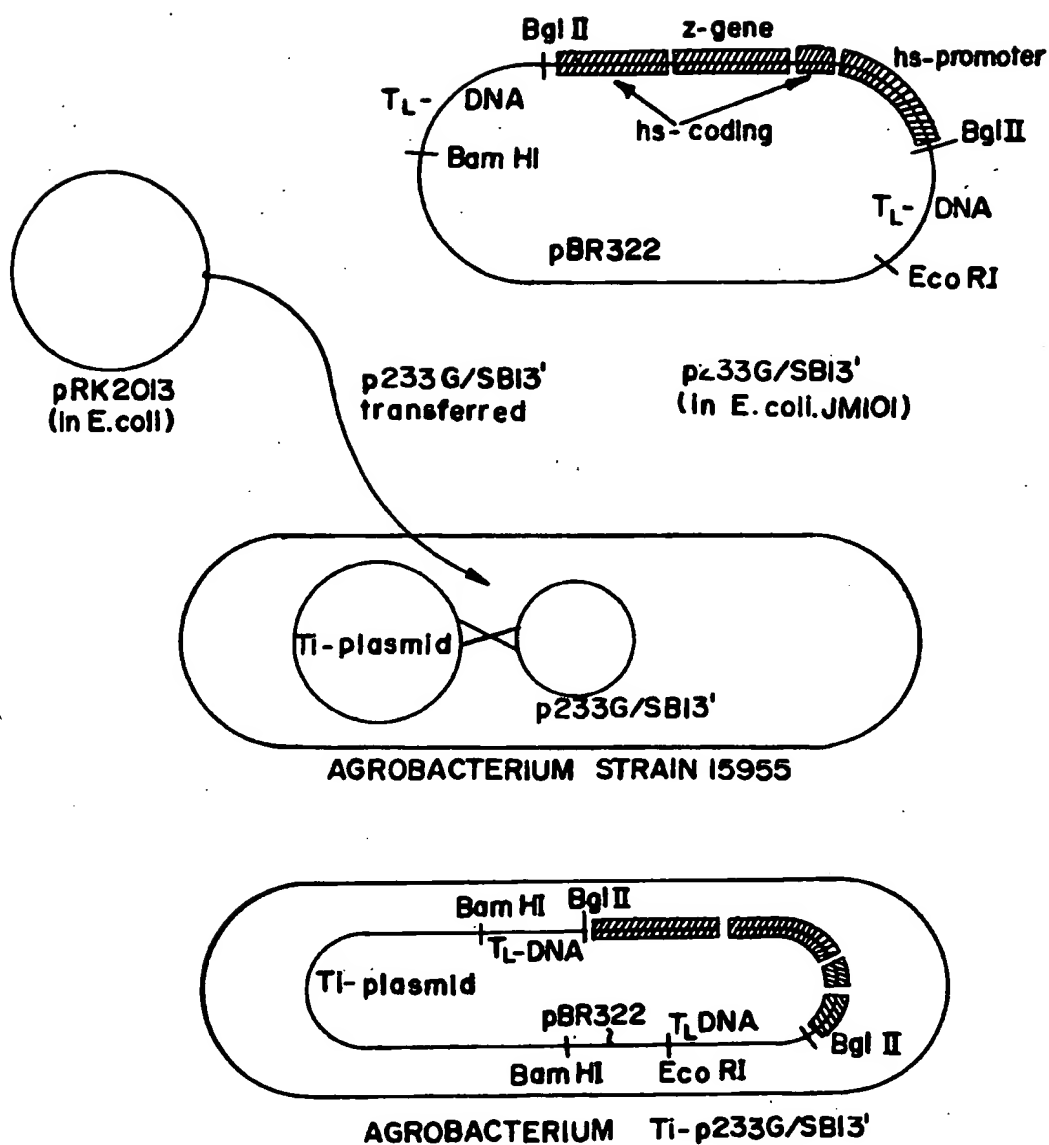 Bgl II
z-gene
hs-promoter
TL- DNA
hs-coding
Bgl II
Bam HI
TL- DNA
pBR322
Eco RI
pRK2013
(in E.coli)
p233G/SB13'
transferred
p233G/SB13'
(in E. coli. JM101)
Ti-plasmid
p233G/SB13'
AGROBACTERIUM STRAIN 15955
Bam HI
Bgl II
TL-DNA
Ti-plasmid
pBR322
TL DNA
Bgl II
Bam HI
Eco RI
AGROBACTERIUM Ti-p233G/SB13'